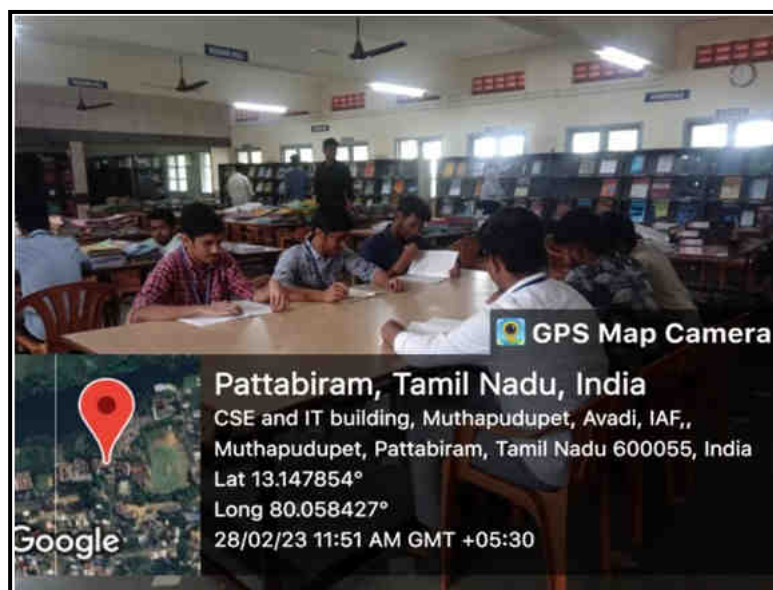 GPS Map Camera
Pattabiram, Tamil Nadu, India
CSE and IT building, Muthapudupet, Avadi, IAF,,
Muthapudupet, Pattabiram, Tamil Nadu 600055, India
Lat 13.147854°
Long 80.058427°
28/02/23 11:51 AM GMT +05:30
Google